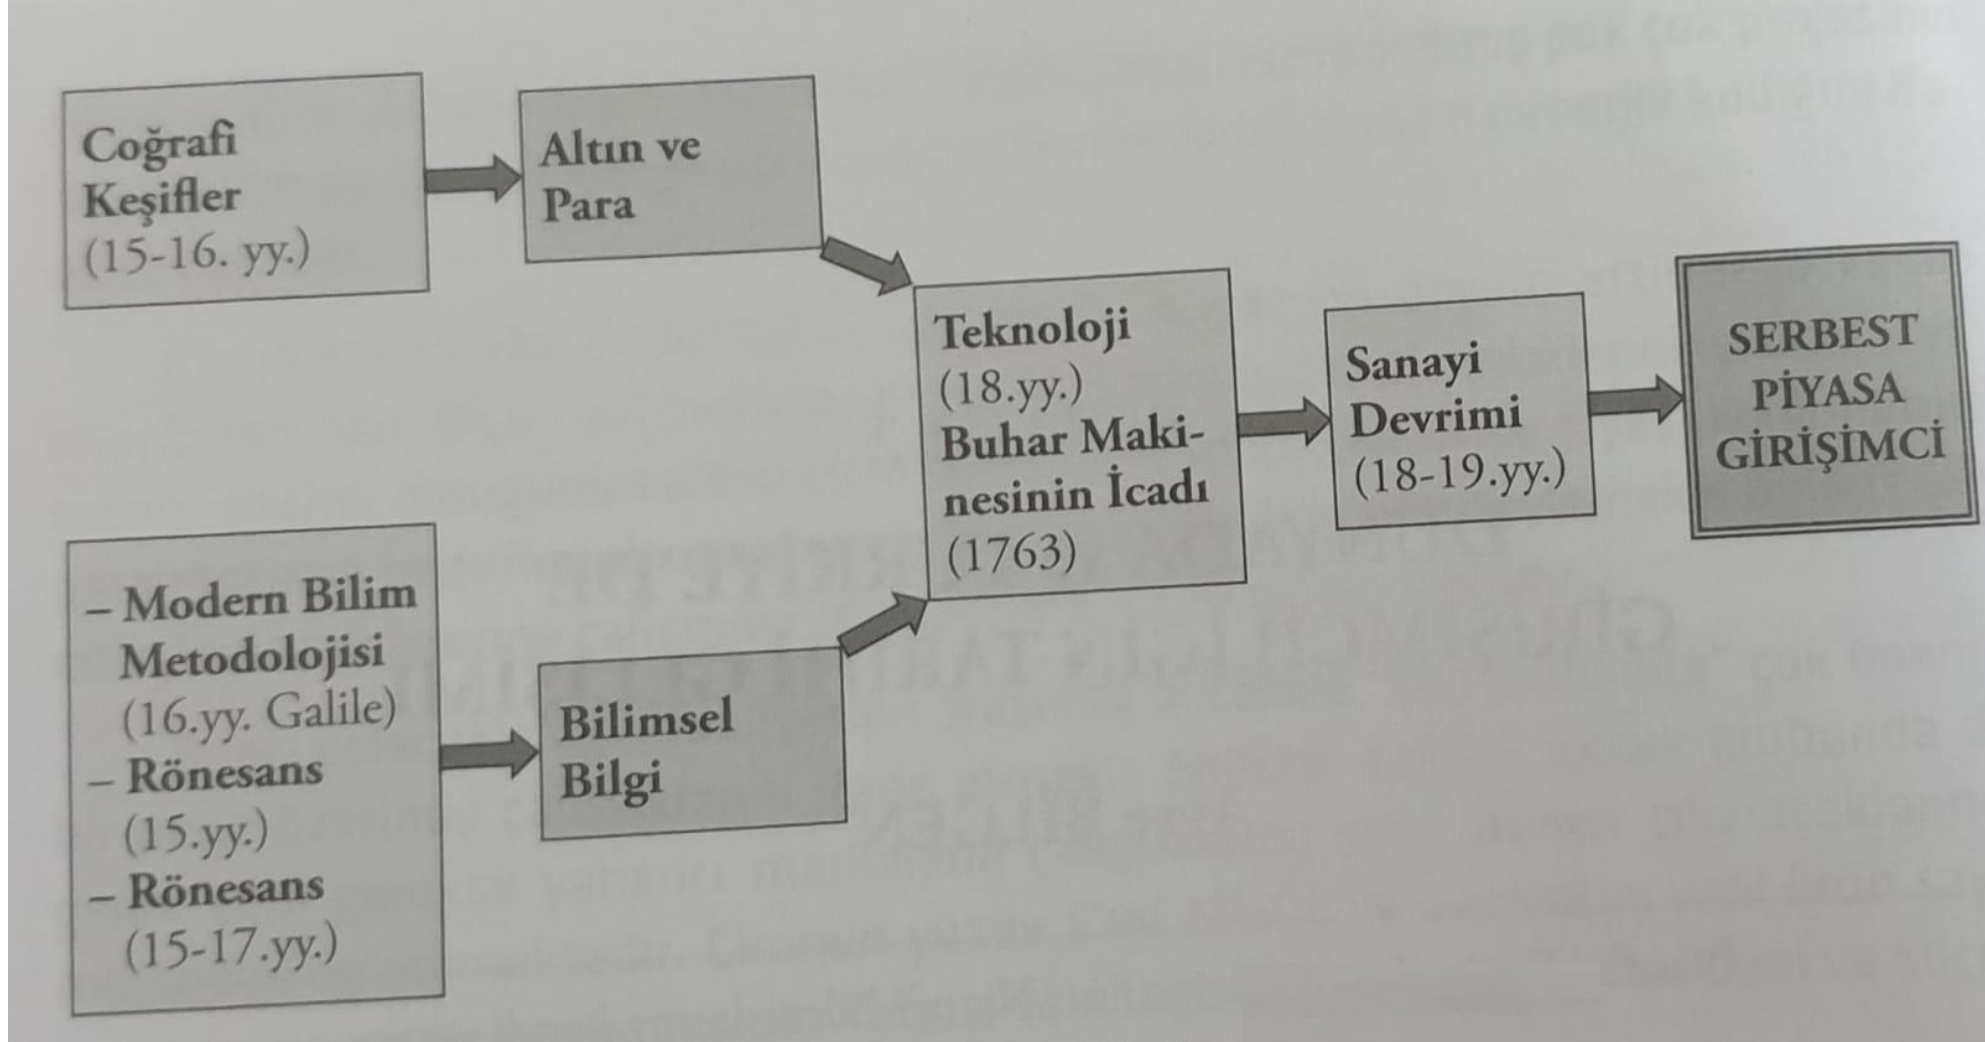 Coğrafi
Keşifler
(15-16. yy.)
Altın ve
Para
– Modern Bilim
Metodolojisi
(16.yy. Galile)
– Rönesans
(15.yy.)
– Rönesans
(15-17.yy.)
Bilimsel
Bilgi
Teknoloji
(18.yy.)
Buhar Maki-
nesinin İcadı
(1763)
Sanayi
Devrimi
(18-19.yy.)
SERBEST
PİYASA
GİRİŞİMCİ